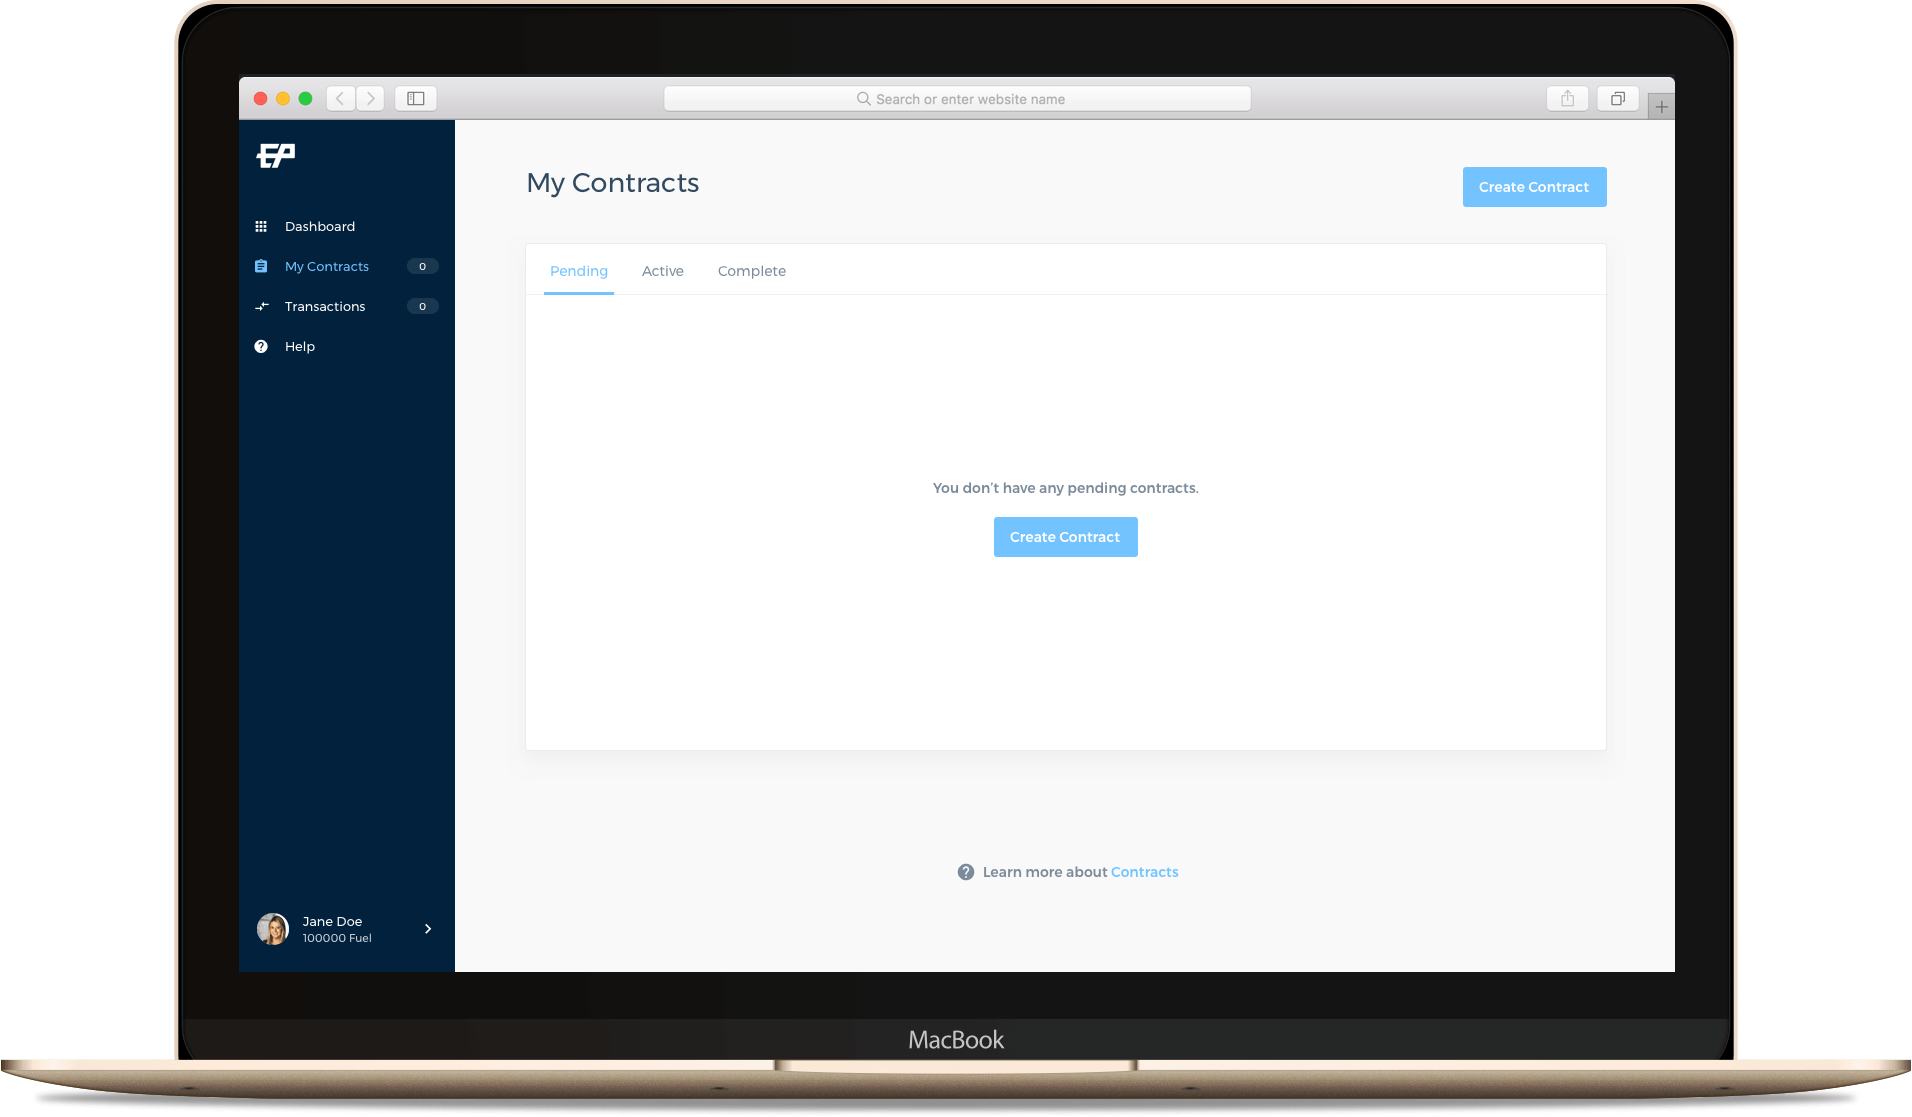 Search or enter website name
EP
Dashboard
My Contracts 0
Transactions 0
Help
Jane Doe
100000 Fuel
My Contracts
Create Contract
Pending Active Complete
You don't have any pending contracts.
Create Contract
Learn more about Contracts
MacBook